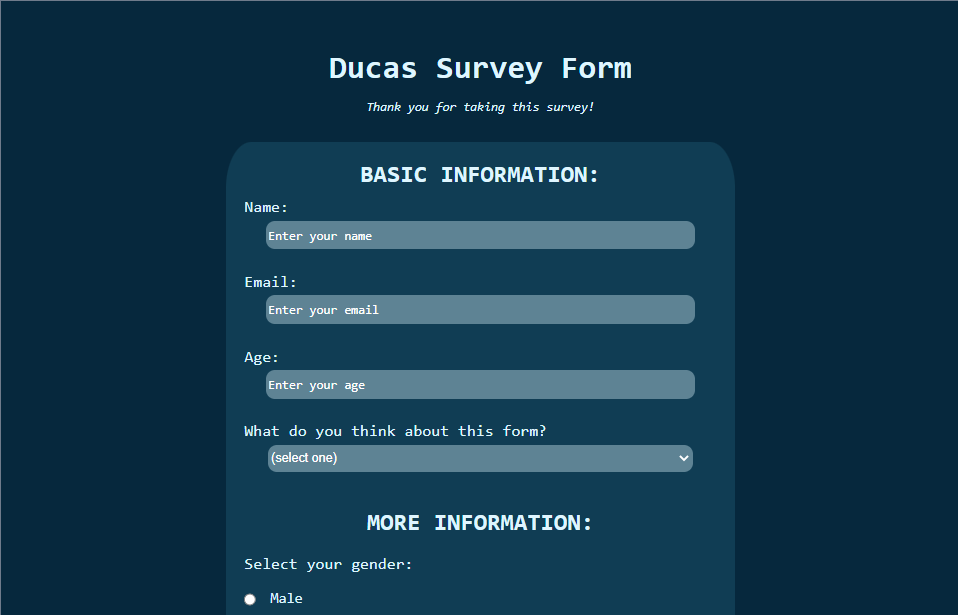 Ducas Survey Form
Thank you for taking this survey!
BASIC INFORMATION:
Name:
Enter your name
Email:
Enter your email
Age:
Enter your age
What do you think about this form?
(select one)
MORE INFORMATION:
Select your gender:
Male